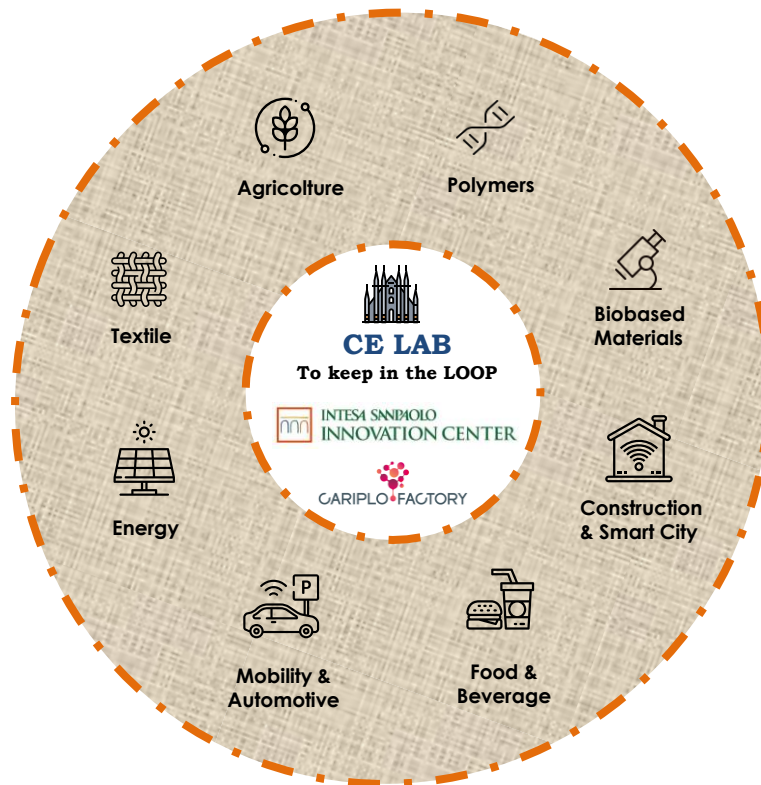 Agricolture
Polymers
Textile
Biobased
Materials
CE LAB
To keep in the LOOP
INTESA SANPAOLO
INNOVATION CENTER
CARIPLO FACTORY
Energy
Construction
& Smart City
P
Mobility &
Automotive
Food &
Beverage